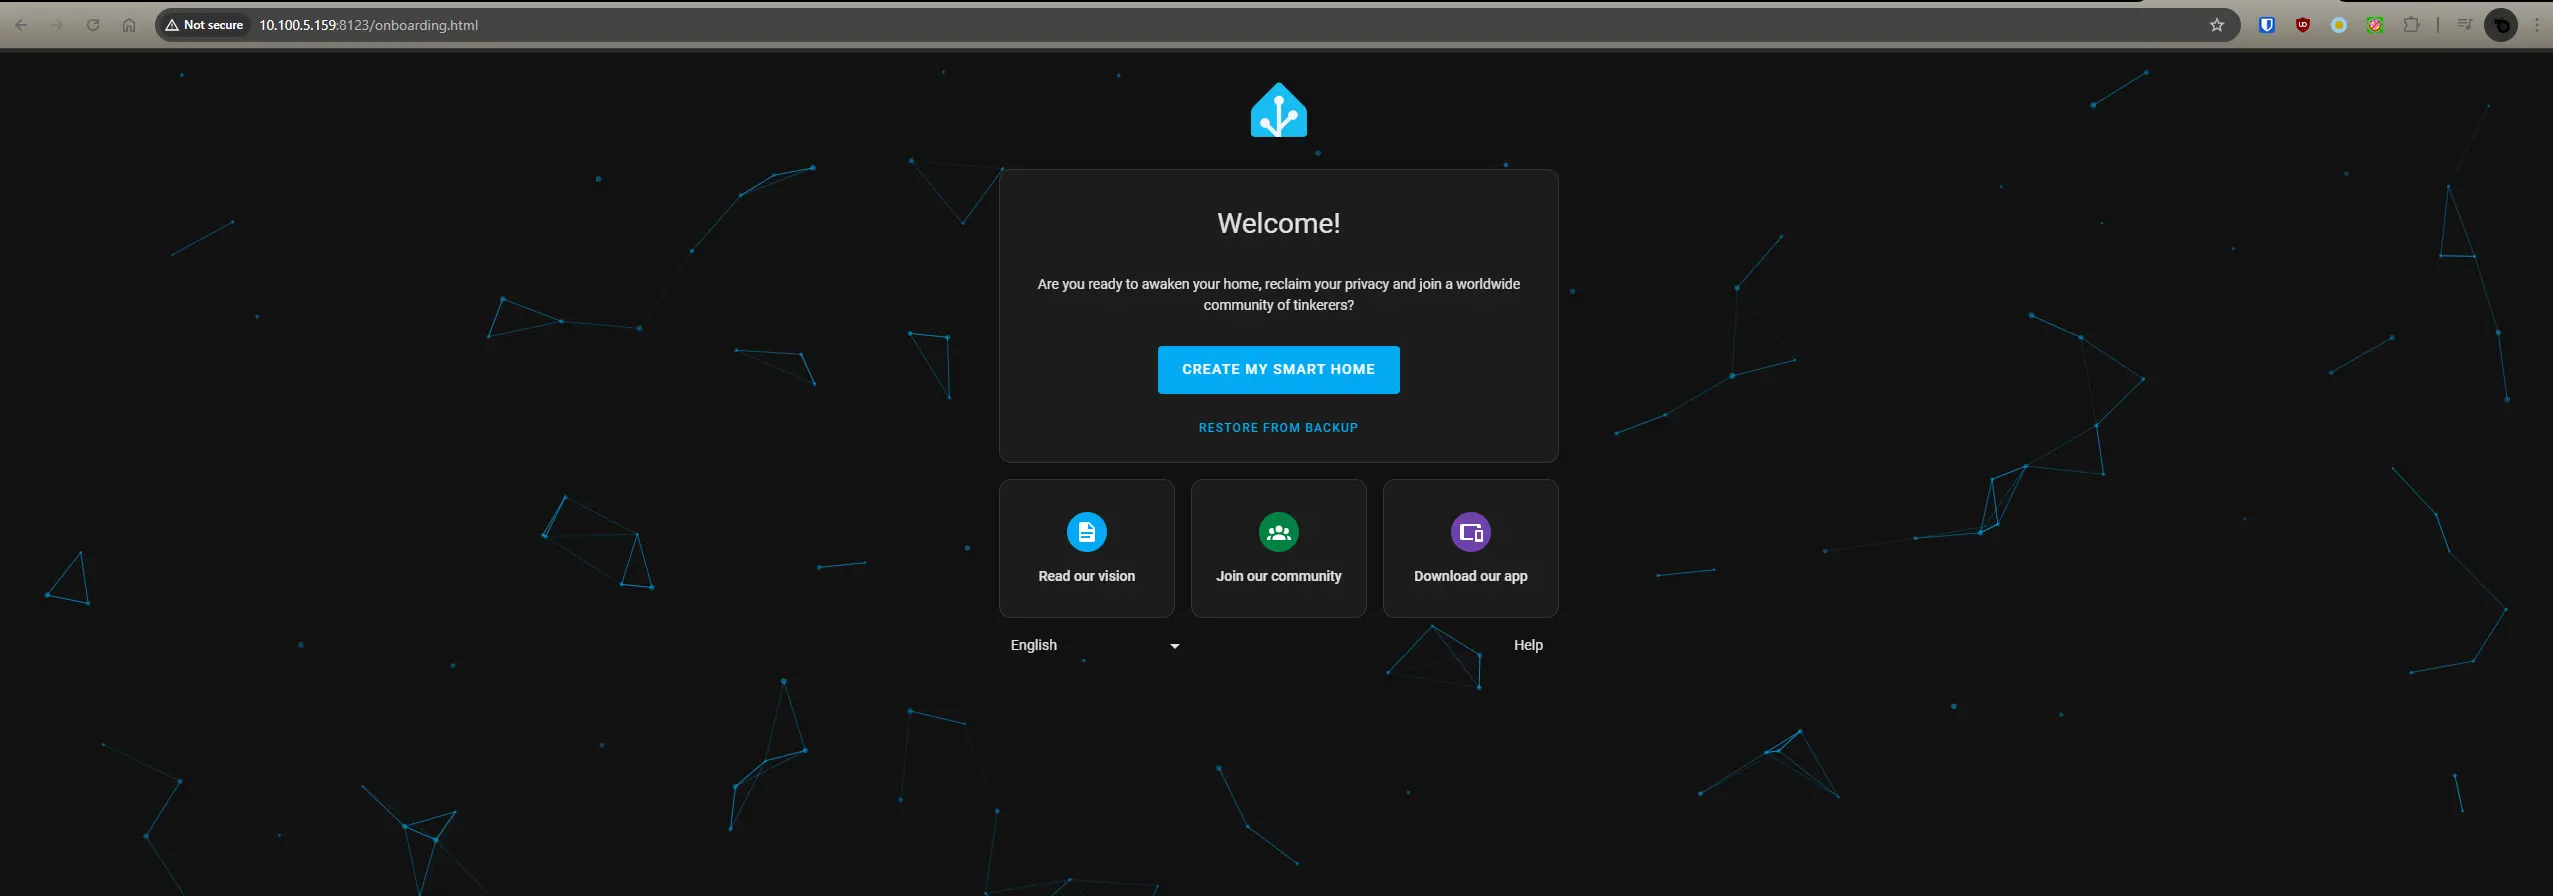 Not secure 10.100.5.159:8123/onboarding.html
Welcome!
Are you ready to awaken your home, reclaim your privacy and join a worldwide
community of tinkerers?
CREATE MY SMART HOME
RESTORE FROM BACKUP
Read our vision
Join our community
Download our app
English
Help